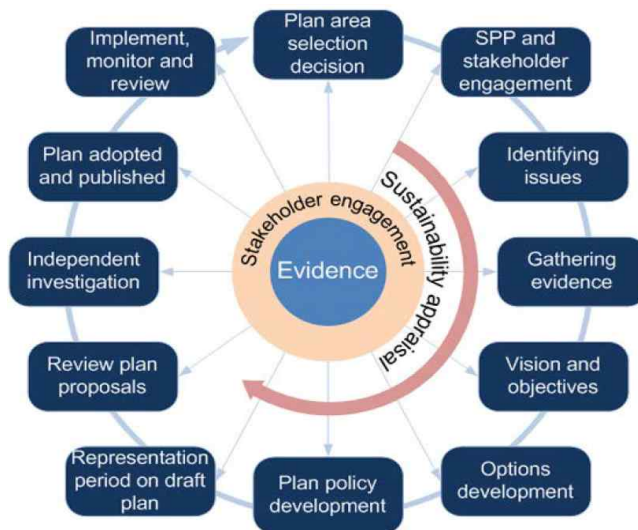 Plan area
selection
decision
SPP and
stakeholder
engagement
Identifying
issues
Gathering
evidence
Vision and
objectives
Options
development
Plan policy
development
Representation
period on draft
plan
Review plan
proposals
Independent
investigation
Plan adopted
and published
Implement,
monitor and
review
Stakeholder engagement
Evidence
Sustainability appraisal